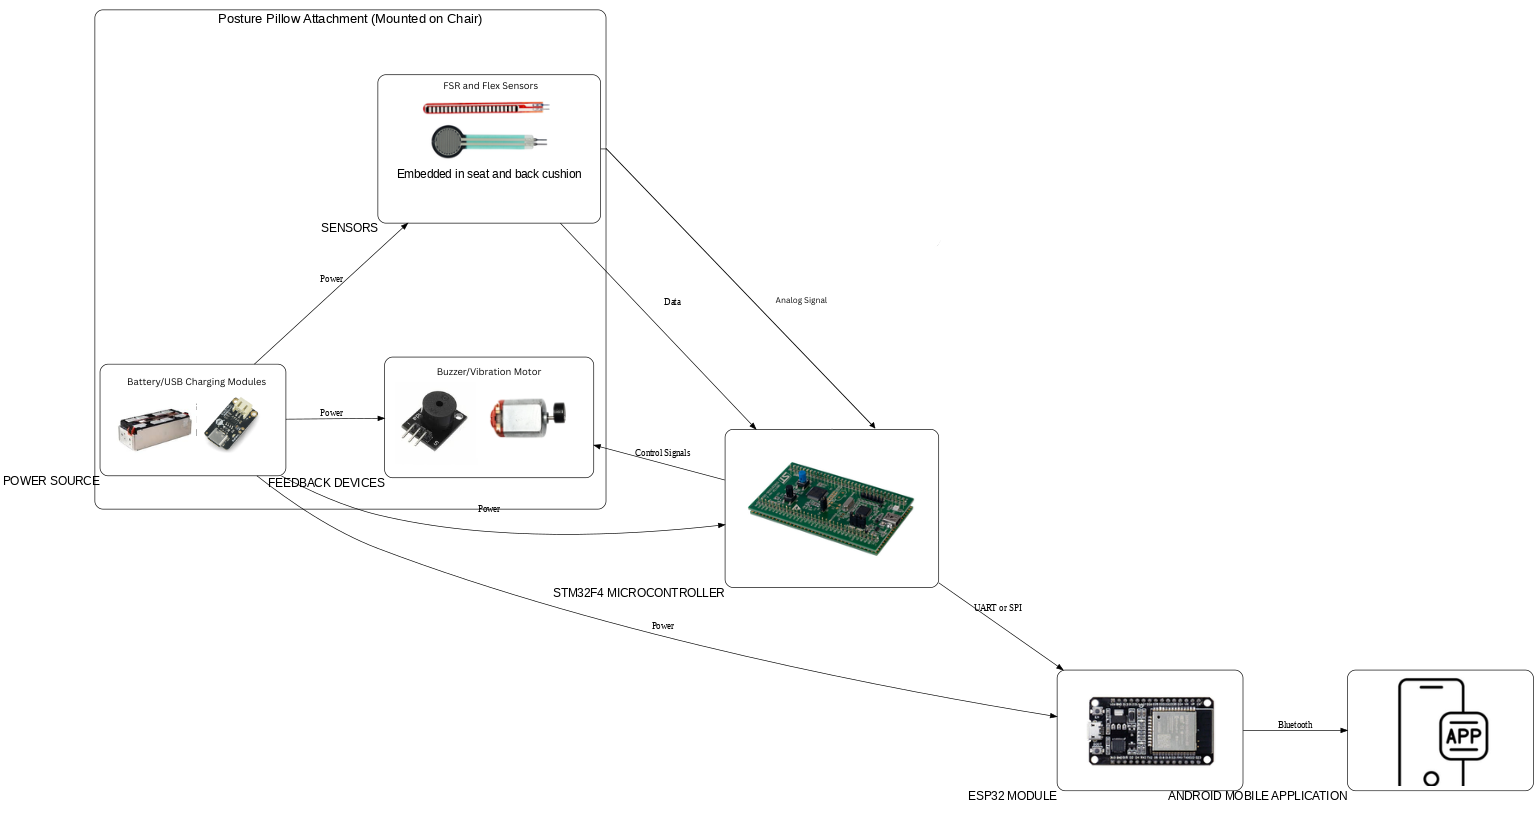 Posture Pillow Attachment (Mounted on Chair)
FSR and Flex Sensors
Embedded in seat and back cushion
SENSORS
Power
Data
Analog Signal
Battery/USB Charging Modules
Buzzer/Vibration Motor
Power
Control Signals
POWER SOURCE
FEEDBACK DEVICES
Power
STM32F4 MICROCONTROLLER
UART or SPI
Power
Bluetooth
APP
ESP32 MODULE
ANDROID MOBILE APPLICATION